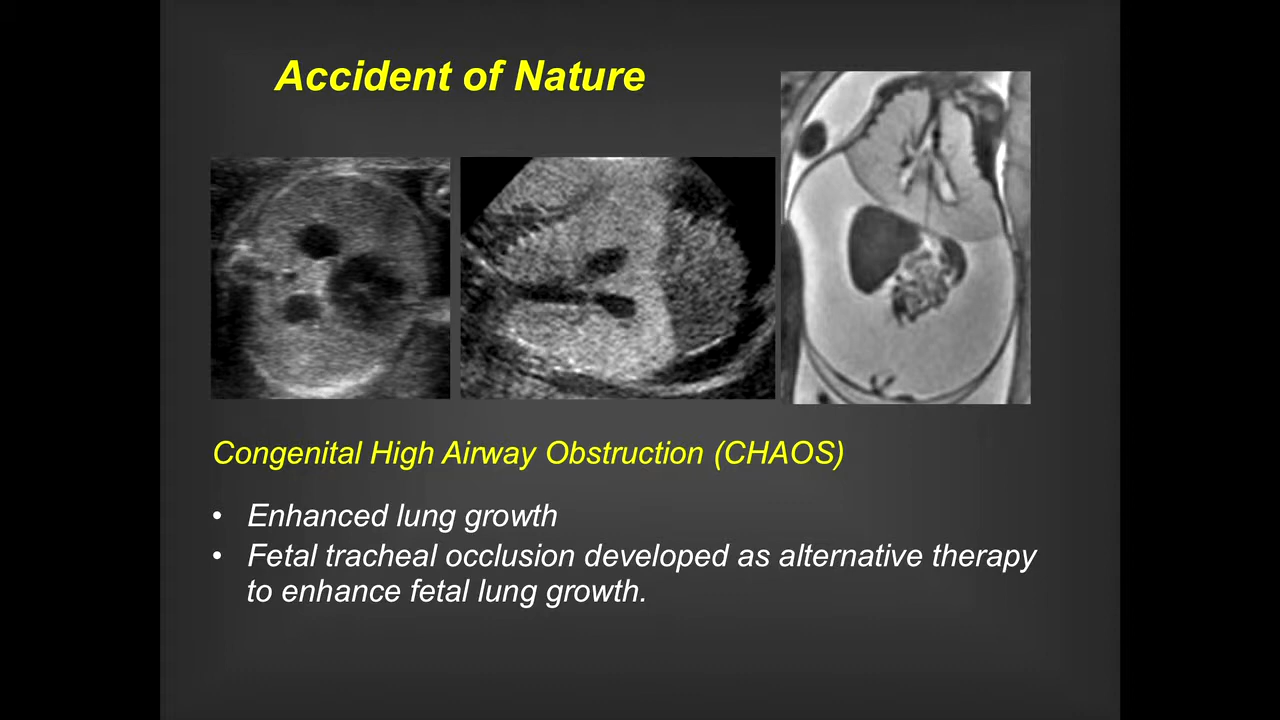 Accident of Nature
Congenital High Airway Obstruction (CHAOS)
• Enhanced lung growth
• Fetal tracheal occlusion developed as alternative therapy
to enhance fetal lung growth.